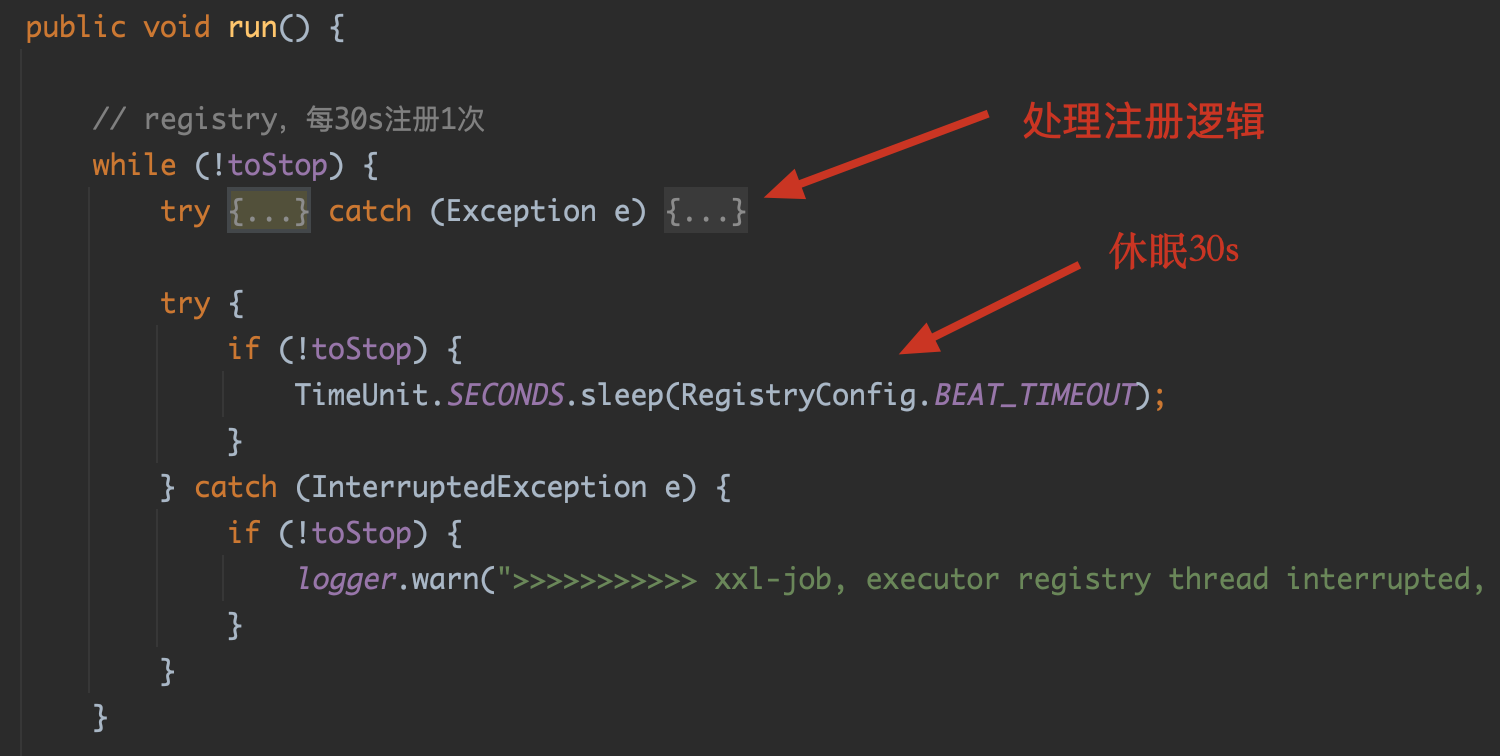 public void run() {
// registry, 每30s注册1次
处理注册逻辑
while (!toStop) {
try {...} catch (Exception e) {...}
休眠30s
try {
if (!toStop) {
TimeUnit.SECONDS.sleep(RegistryConfig.BEAT_TIMEOUT);
}
} catch (InterruptedException e) {
if (!toStop) {
logger.warn(">>>>>>>>>>> xxl-job, executor registry thread interrupted,
}
}
}